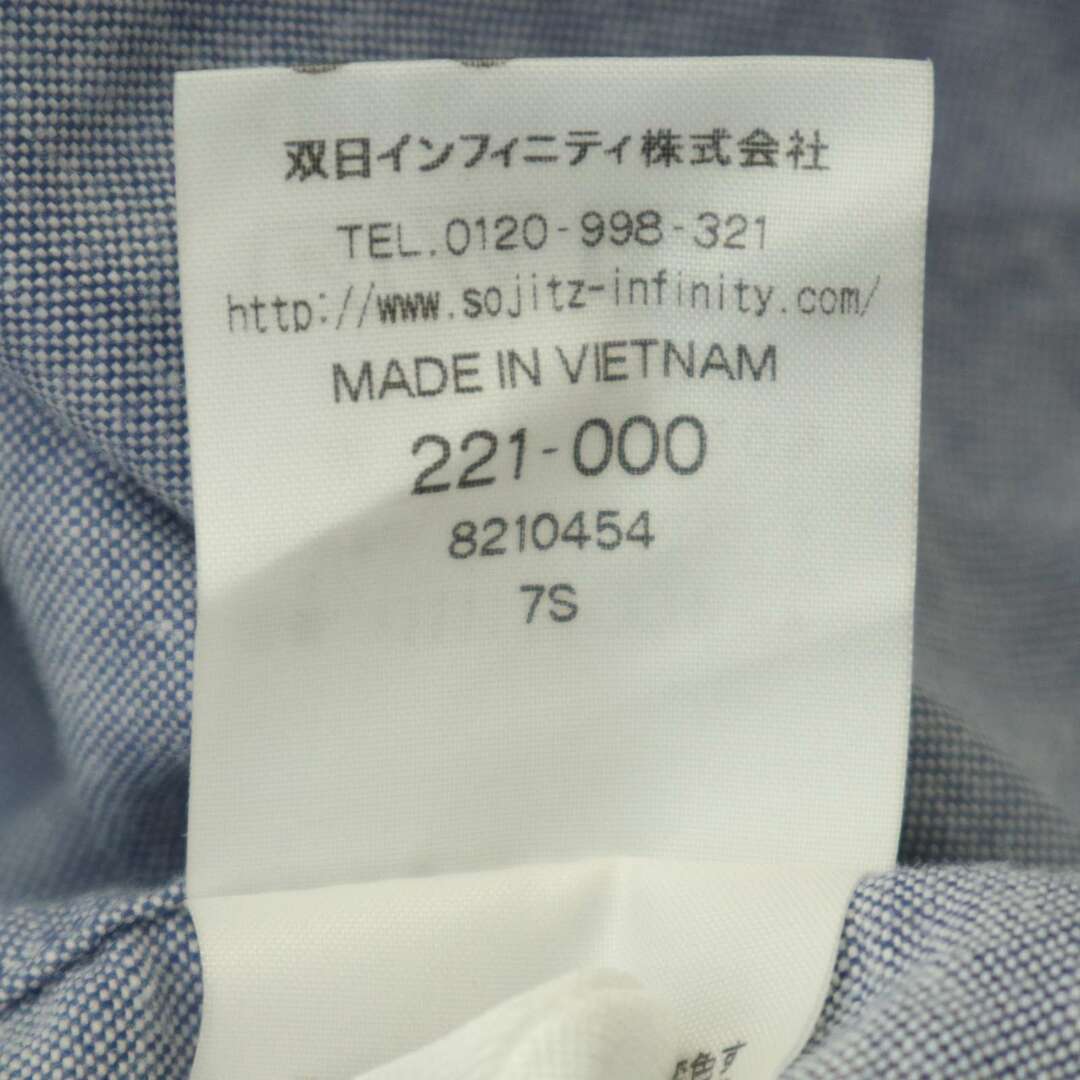 双日インフィニティ株式会社
TEL.0120-998-321
http://www.sojitz-infinity.com/
MADE IN VIETNAM
221-000
8210454
7S